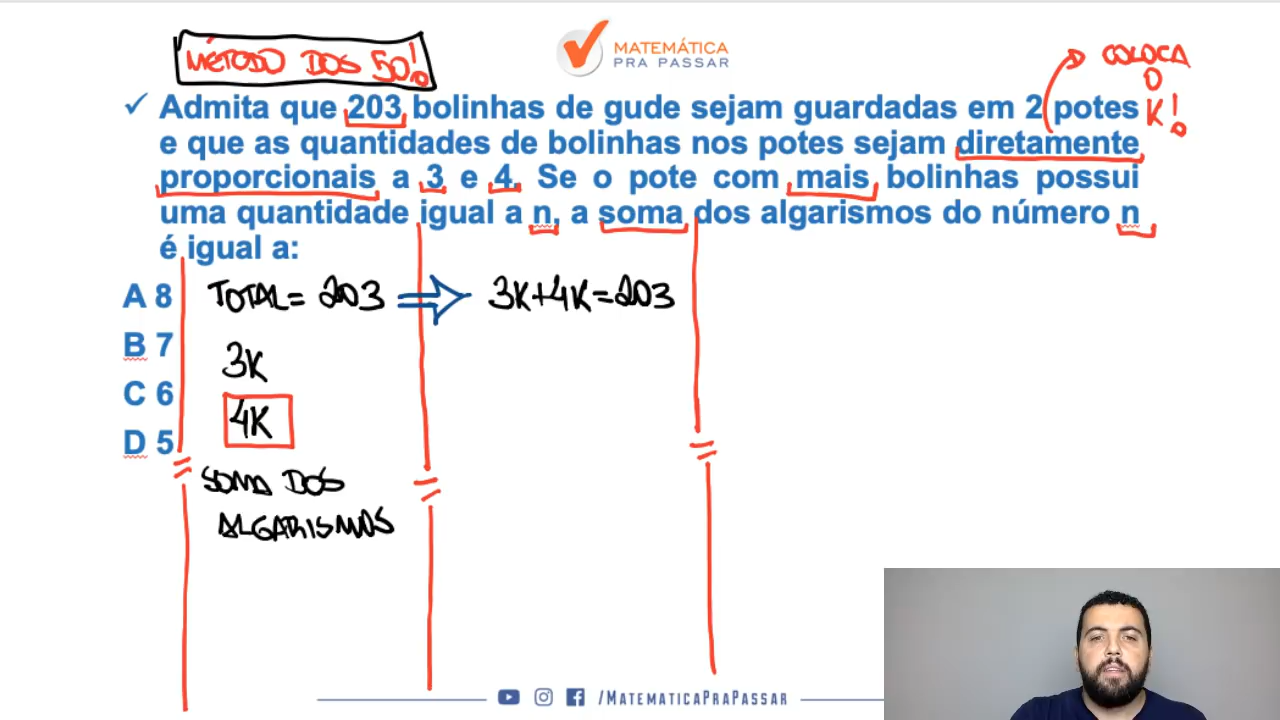 MÉTODO DOS 50!
MATEMÁTICA
PRA PASSAR
COLOCA
O
K!
✓ Admita que 203 bolinhas de gude sejam guardadas em 2 potes
e que as quantidades de bolinhas nos potes sejam diretamente
proporcionais a 3 e 4. Se o pote com mais bolinhas possui
uma quantidade igual a n, a soma dos algarismos do número n
é igual a:
A 8
B 7
C 6
D 5
TOTAL = 203 ⇒ 3K+4K=203
3K
4K
SOMA DOS
ALGARISMOS
/MATEMATICAPRAPASSAR